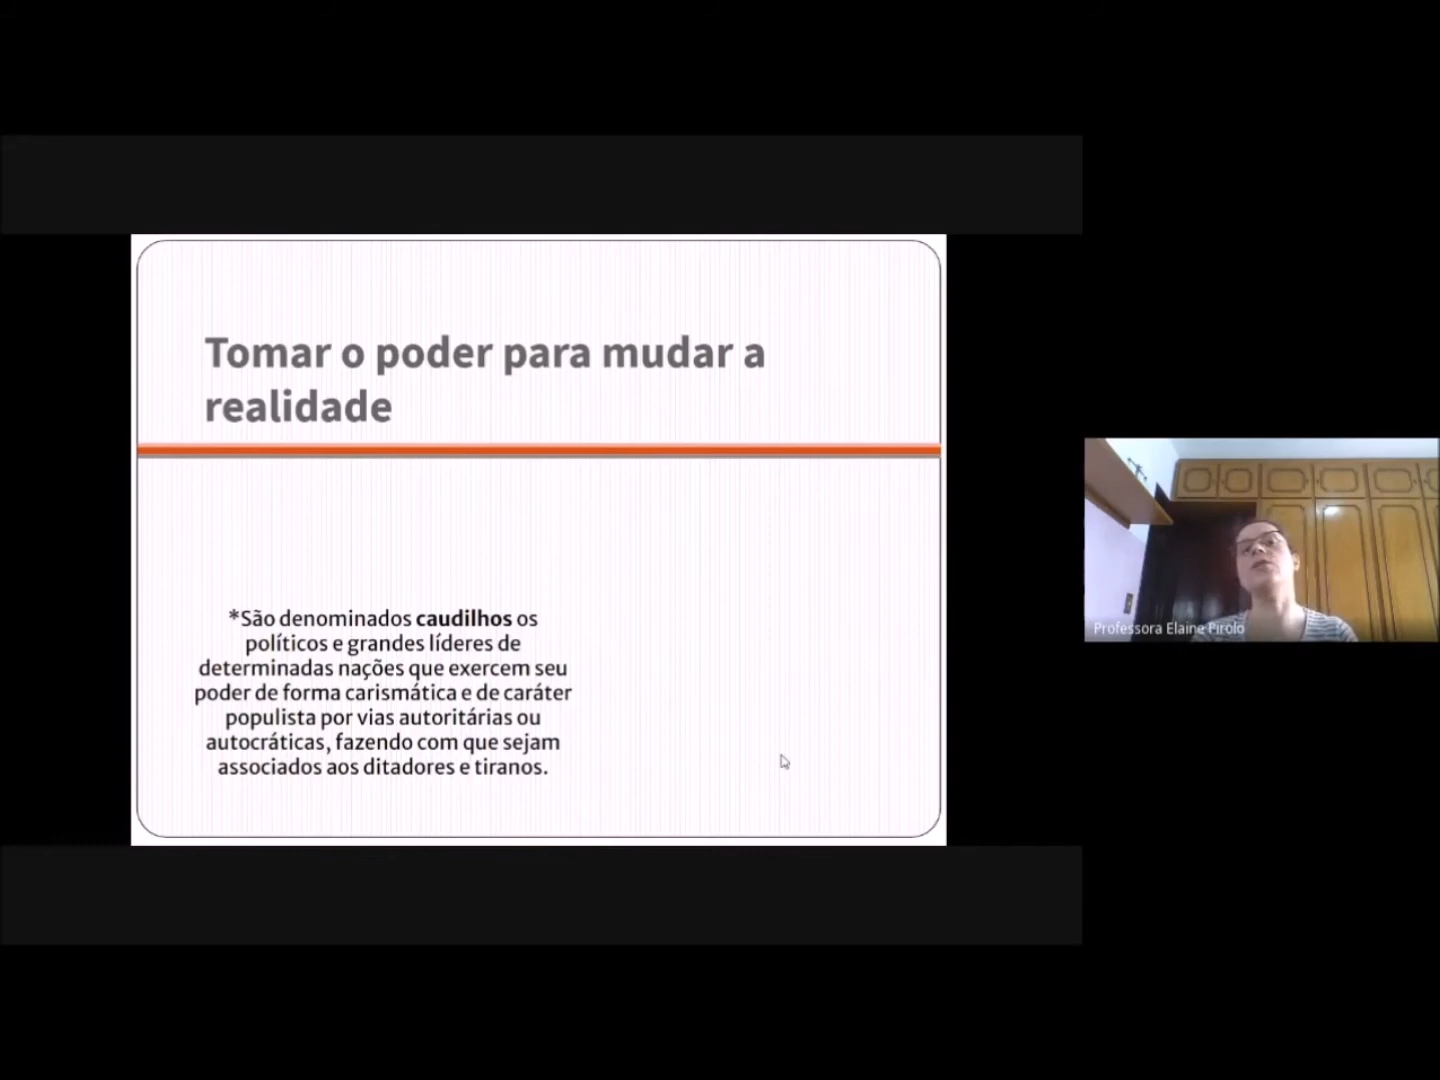 Tomar o poder para mudar a
realidade
*São denominados caudilhos os
políticos e grandes líderes de
determinadas nações que exercem seu
poder de forma carismática e de caráter
populista por vias autoritárias ou
autocráticas, fazendo com que sejam
associados aos ditadores e tiranos.
Professora Elaine Pirolo